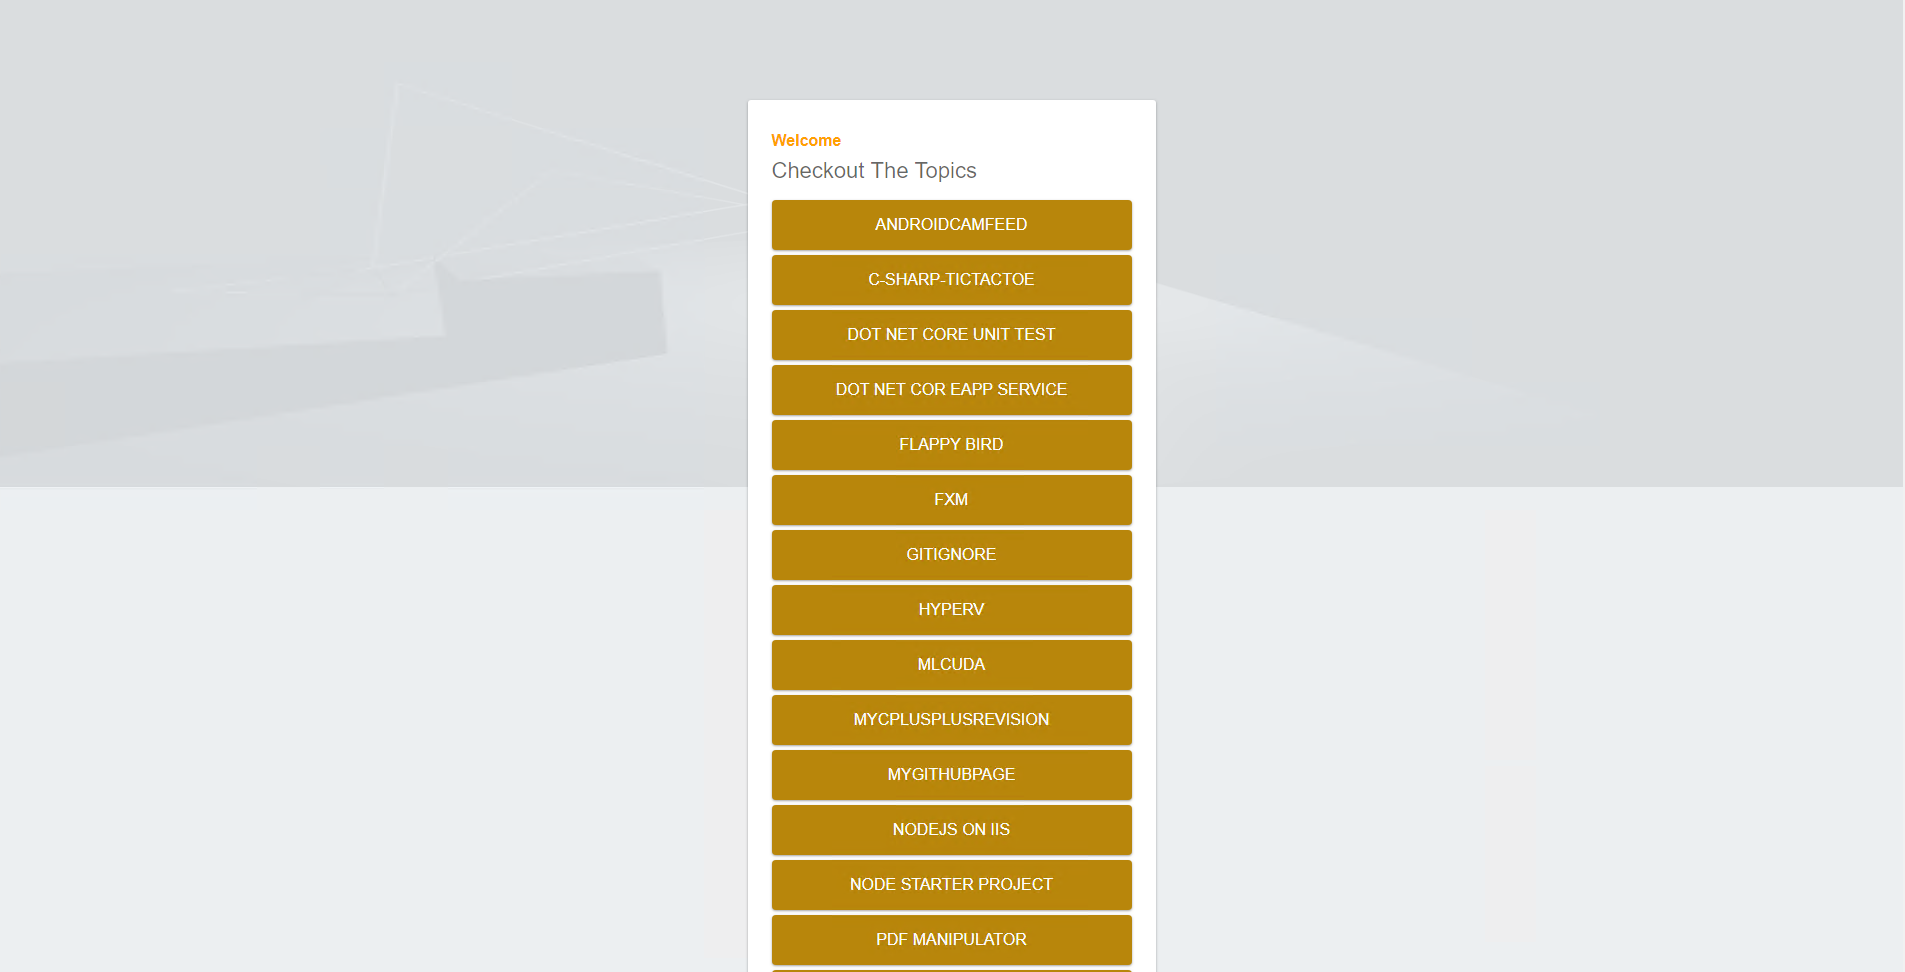 Welcome
Checkout The Topics
ANDROIDCAMFEED
C-SHARP-TICTACTOE
DOT NET CORE UNIT TEST
DOT NET COR EAPP SERVICE
FLAPPY BIRD
FXM
GITIGNORE
HYPERV
MLCUDA
MYCPLUSPLUSREVISION
MYGITHUBPAGE
NODEJS ON IIS
NODE STARTER PROJECT
PDF MANIPULATOR